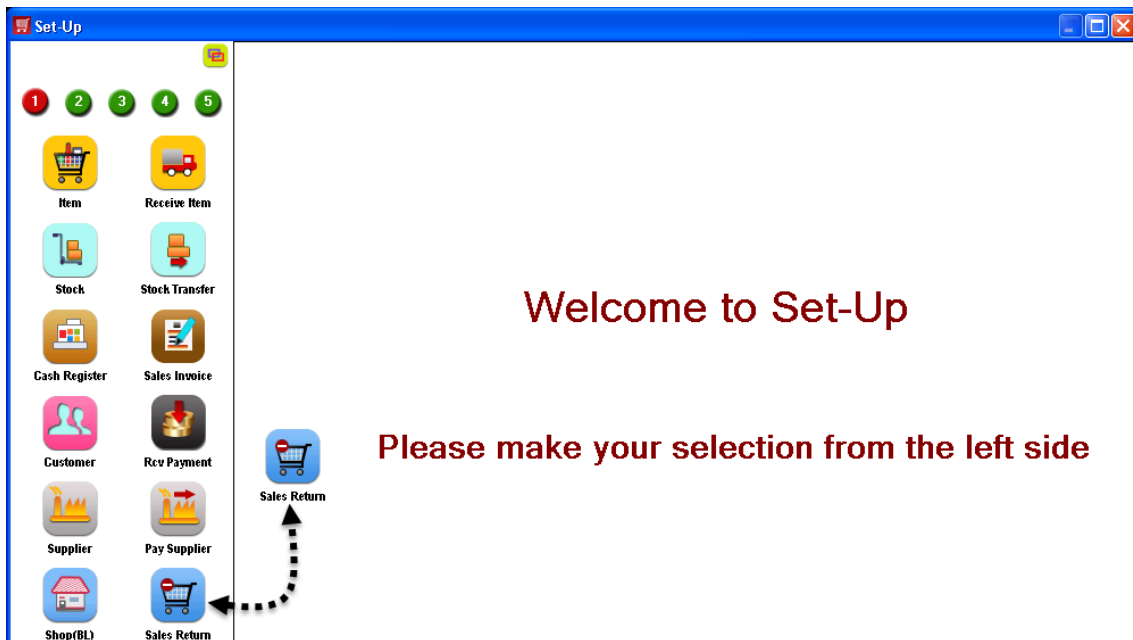 Set-Up
1 2 3 4 5
Item Receive Item
Stock Stock Transfer
Cash Register Sales Invoice
Welcome to Set-Up
Customer Rcv Payment
Please make your selection from the left side
Sales Return
Supplier Pay Supplier
Shop(BL) Sales Return